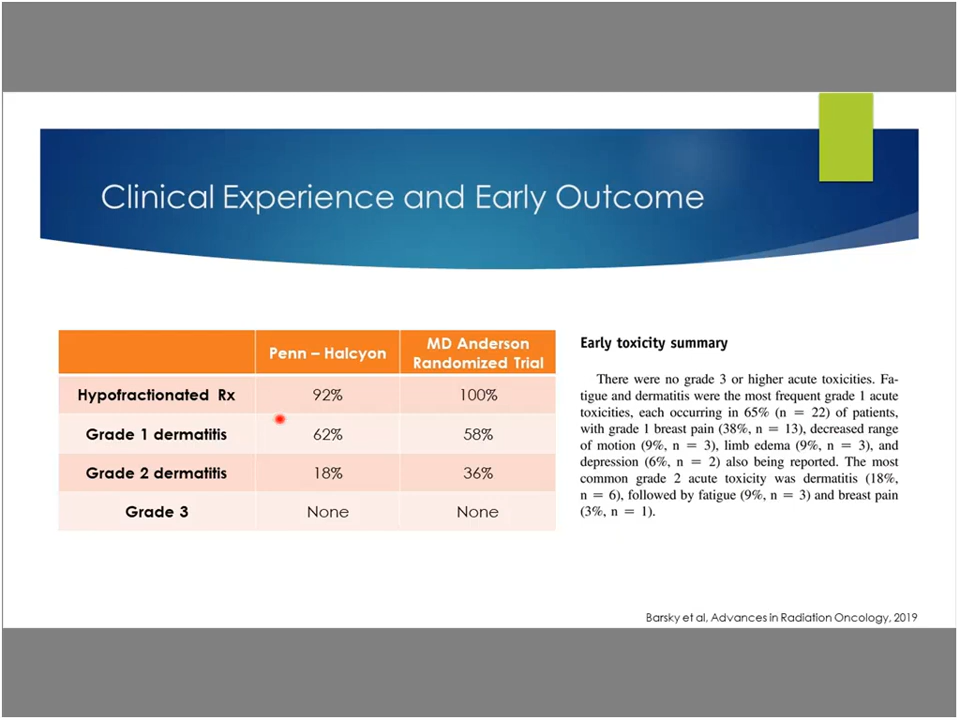 Clinical Experience and Early Outcome
Penn – Halcyon
MD Anderson
Randomized Trial
Hypofractionated Rx 92% 100%
Grade 1 dermatitis 62% 58%
Grade 2 dermatitis 18% 36%
Grade 3 None None
Early toxicity summary
There were no grade 3 or higher acute toxicities. Fa-
tigue and dermatitis were the most frequent grade 1 acute
toxicities, each occurring in 65% (n = 22) of patients,
with grade 1 breast pain (38%, n = 13), decreased range
of motion (9%, n = 3), limb edema (9%, n = 3), and
depression (6%, n = 2) also being reported. The most
common grade 2 acute toxicity was dermatitis (18%,
n = 6), followed by fatigue (9%, n = 3) and breast pain
(3%, n = 1).
Barsky et al, Advances in Radiation Oncology, 2019